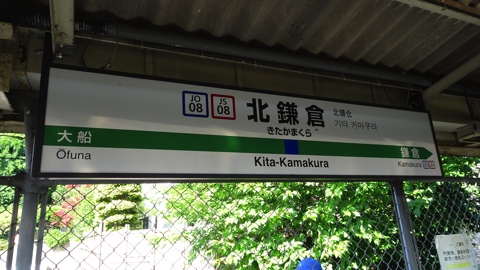 JO
08
JS
08
北鎌倉
きたかまくら
北鎌仓
기타 카마쿠라
大船
Ōfuna
Kita-Kamakura
鎌倉
Kamakura